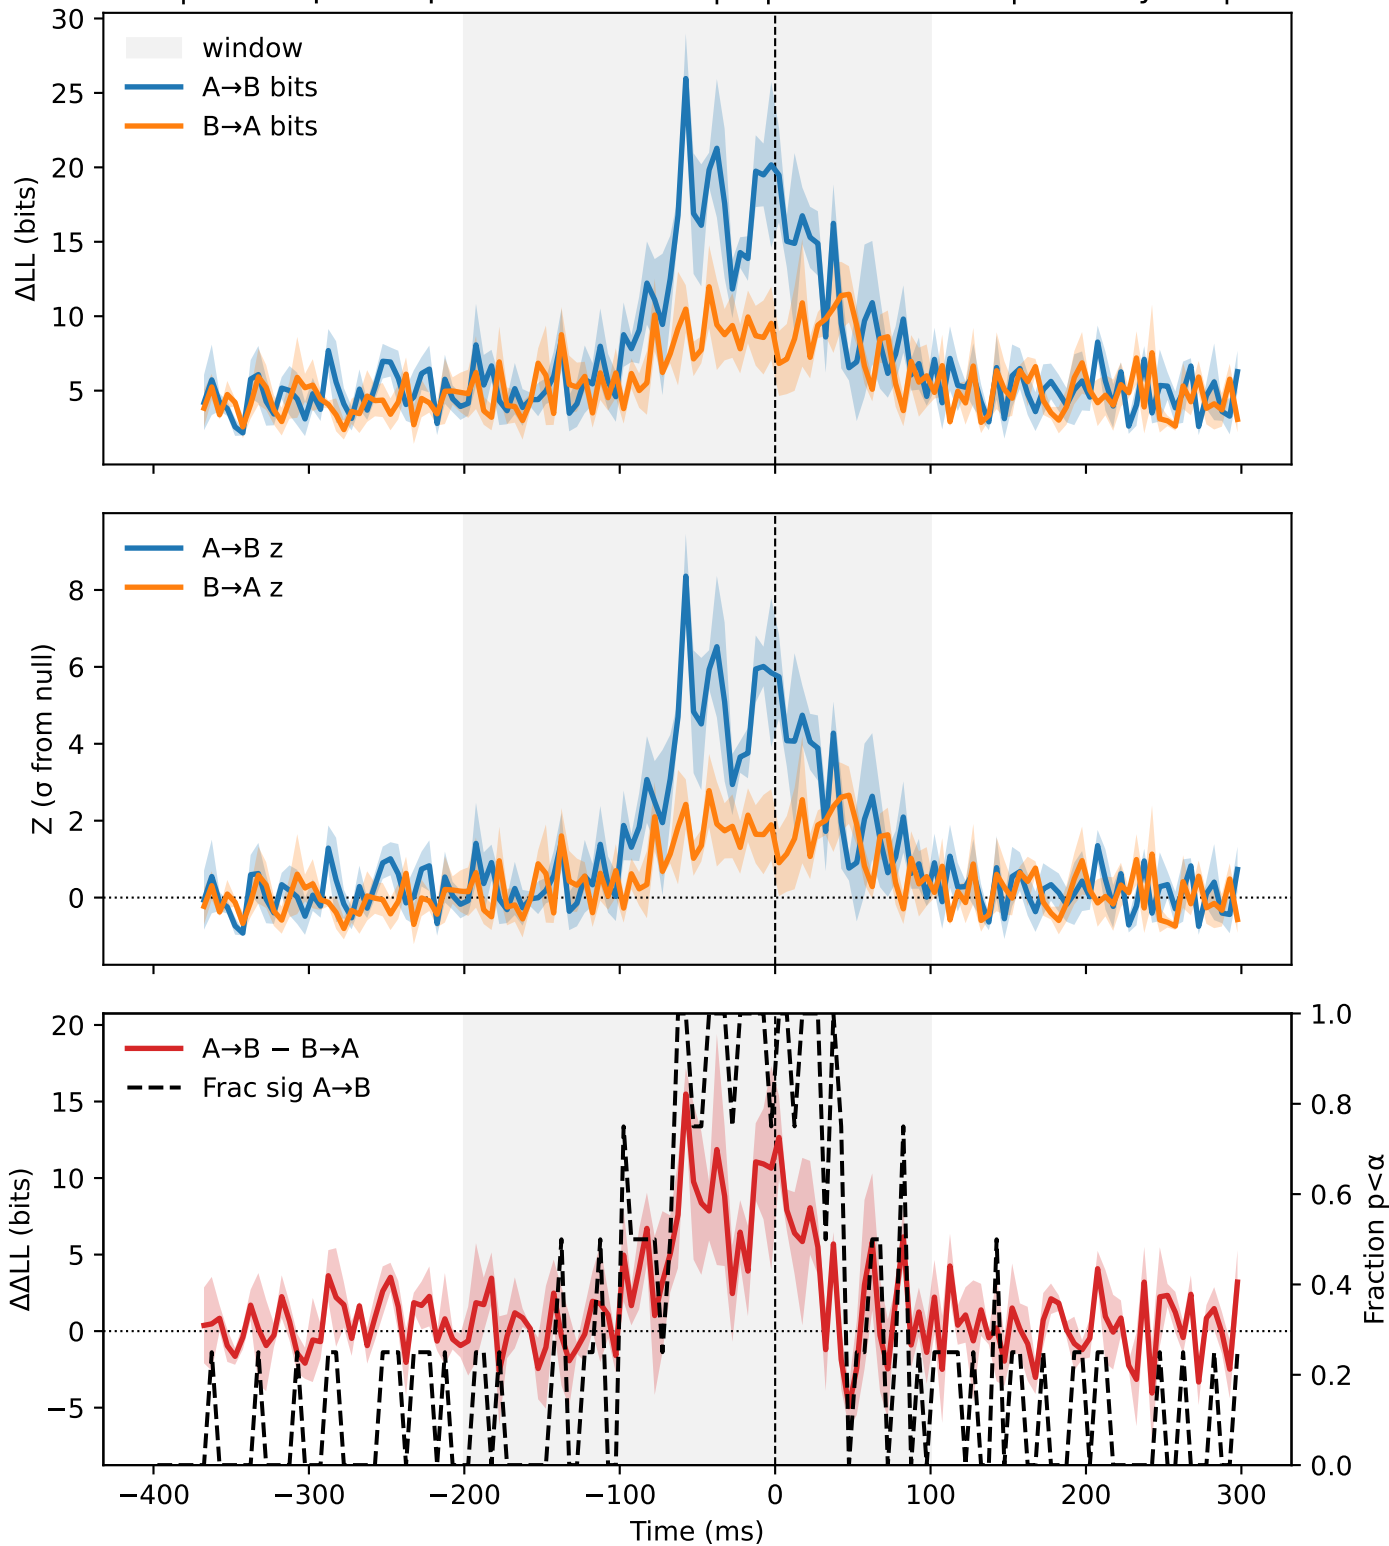 30
25
20
15
10
5
ΔLL (bits)
window
A→B bits
B→A bits
8
6
4
2
0
Z (σ from null)
A→B z
B→A z
20
15
10
5
0
−5
ΔΔLL (bits)
A→B − B→A
Frac sig A→B
1.0
0.8
0.6
0.4
0.2
0.0
Fraction p<α
−400
−300
−200
−100
0
100
200
300
Time (ms)